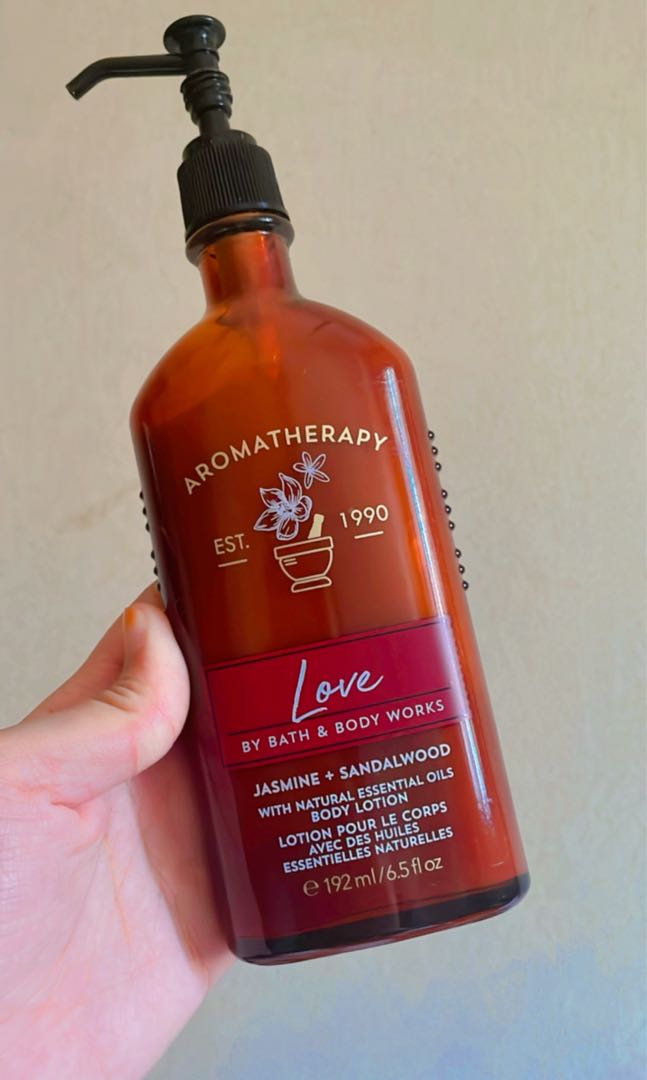 AROMATHERAPY
EST. 1990
Love
BY BATH & BODY WORKS
JASMINE + SANDALWOOD
WITH NATURAL ESSENTIAL OILS
BODY LOTION
LOTION POUR LE CORPS
AVEC DES HUILES
ESSENTIELLES NATURELLES
℮ 192 ml/6.5 fl oz